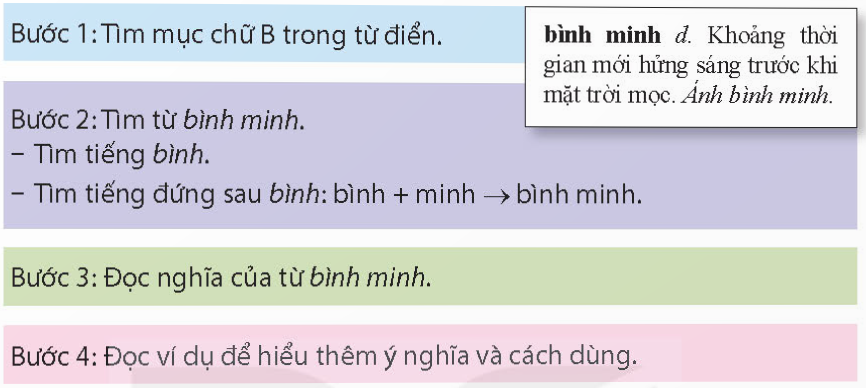 Bước 1: Tìm mục chữ B trong từ điển.
bình minh d. Khoảng thời
gian mới hửng sáng trước khi
mặt trời mọc. Ánh bình minh.
Bước 2: Tìm từ bình minh.
– Tìm tiếng bình.
– Tìm tiếng đứng sau bình: bình + minh → bình minh.
Bước 3: Đọc nghĩa của từ bình minh.
Bước 4: Đọc ví dụ để hiểu thêm ý nghĩa và cách dùng.